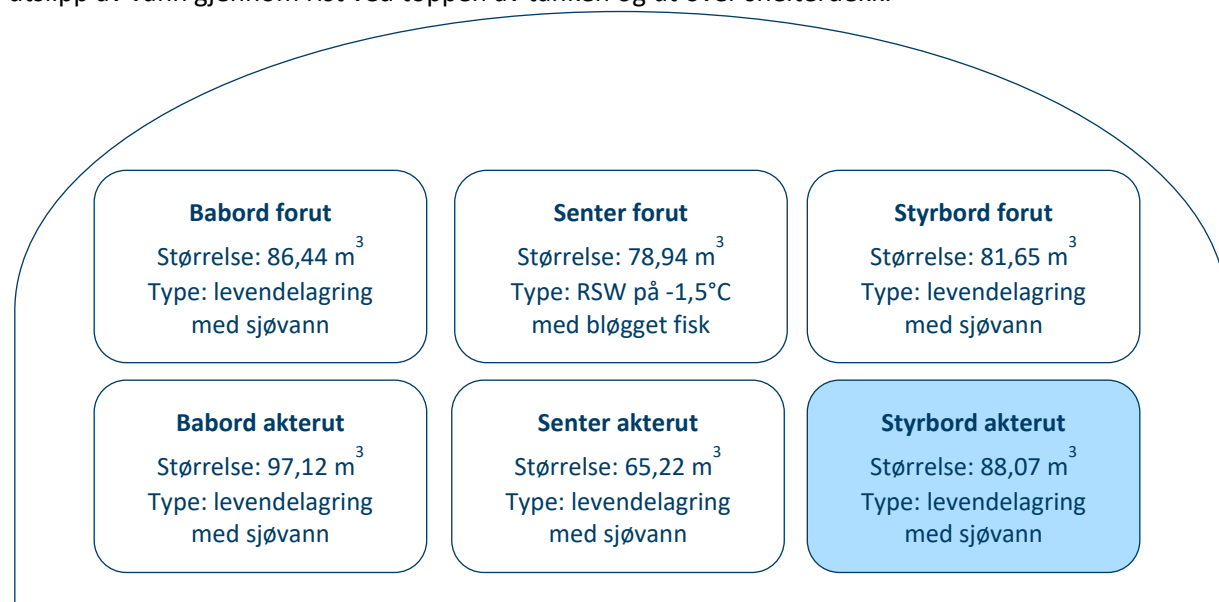 utslipp av vann gjennom rist ved toppen av tanken og ut over shelterdekk.
Babord forut
Størrelse: 86,44 m³
Type: levendelagring
med sjøvann
Senter forut
Størrelse: 78,94 m³
Type: RSW på -1,5°C
med bløgget fisk
Styrbord forut
Størrelse: 81,65 m³
Type: levendelagring
med sjøvann
Babord akterut
Størrelse: 97,12 m³
Type: levendelagring
med sjøvann
Senter akterut
Størrelse: 65,22 m³
Type: levendelagring
med sjøvann
Styrbord akterut
Størrelse: 88,07 m³
Type: levendelagring
med sjøvann